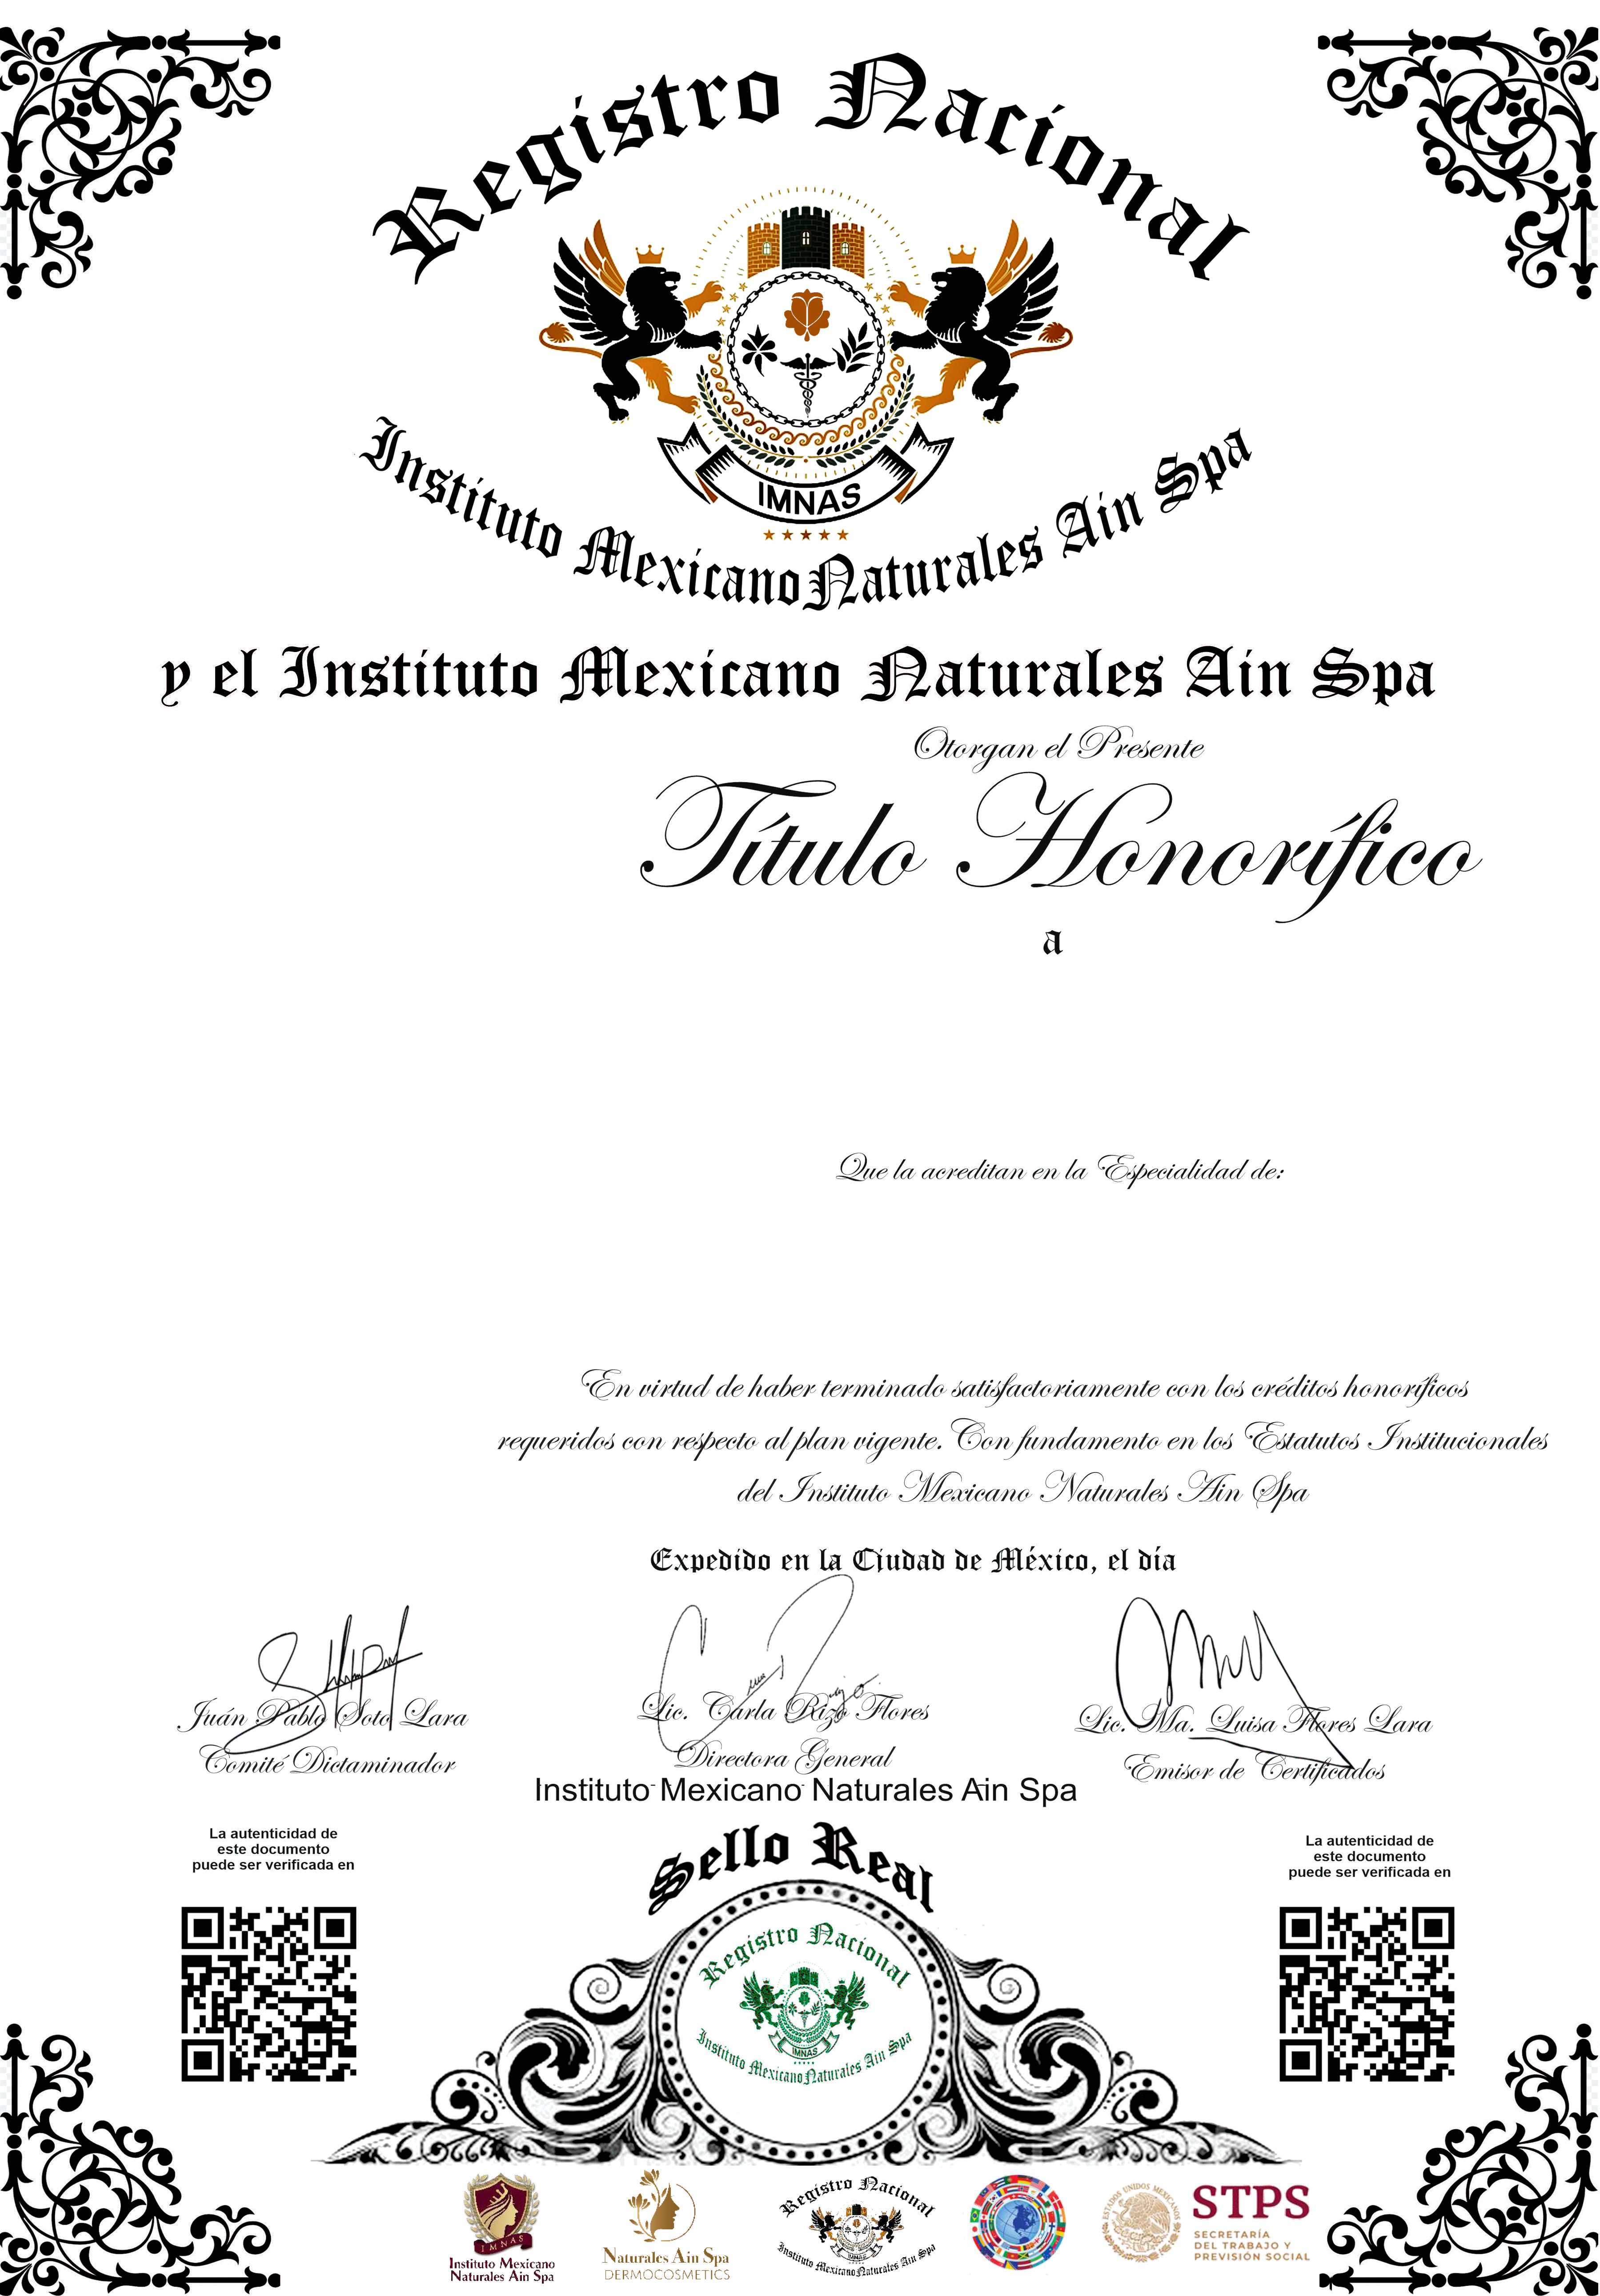 Registro Nacional
IMNAS
Instituto Mexicano Naturales Ain Spa
y el Instituto Mexicano Naturales Ain Spa
Otorgan el Presente
Título Honorífico
a
Que la acreditan en la Especialidad de:
En virtud de haber terminado satisfactoriamente con los créditos honoríficos
requeridos con respecto al plan vigente. Con fundamento en los Estatutos Institucionales
del Instituto Mexicano Naturales Ain Spa
Expedido en la Ciudad de México, el día
Juán Pablo Soto Lara
Comité Dictaminador
Lic. Carla Rizo Flores
Directora General
Instituto Mexicano Naturales Ain Spa
Lic. Ma. Luisa Flores Lara
Emisor de Certificados
La autenticidad de
este documento
puede ser verificada en
Sello Real
Registro Nacional
IMNAS
Instituto Mexicano Naturales Ain Spa
La autenticidad de
este documento
puede ser verificada en
IMNAS
Instituto Mexicano
Naturales Ain Spa
Naturales Ain Spa
DERMOCOSMETICS
Registro Nacional
IMNAS
Instituto Mexicano Naturales Ain Spa
ESTADOS UNIDOS MEXICANOS
STPS
SECRETARÍA
DEL TRABAJO Y
PREVISIÓN SOCIAL